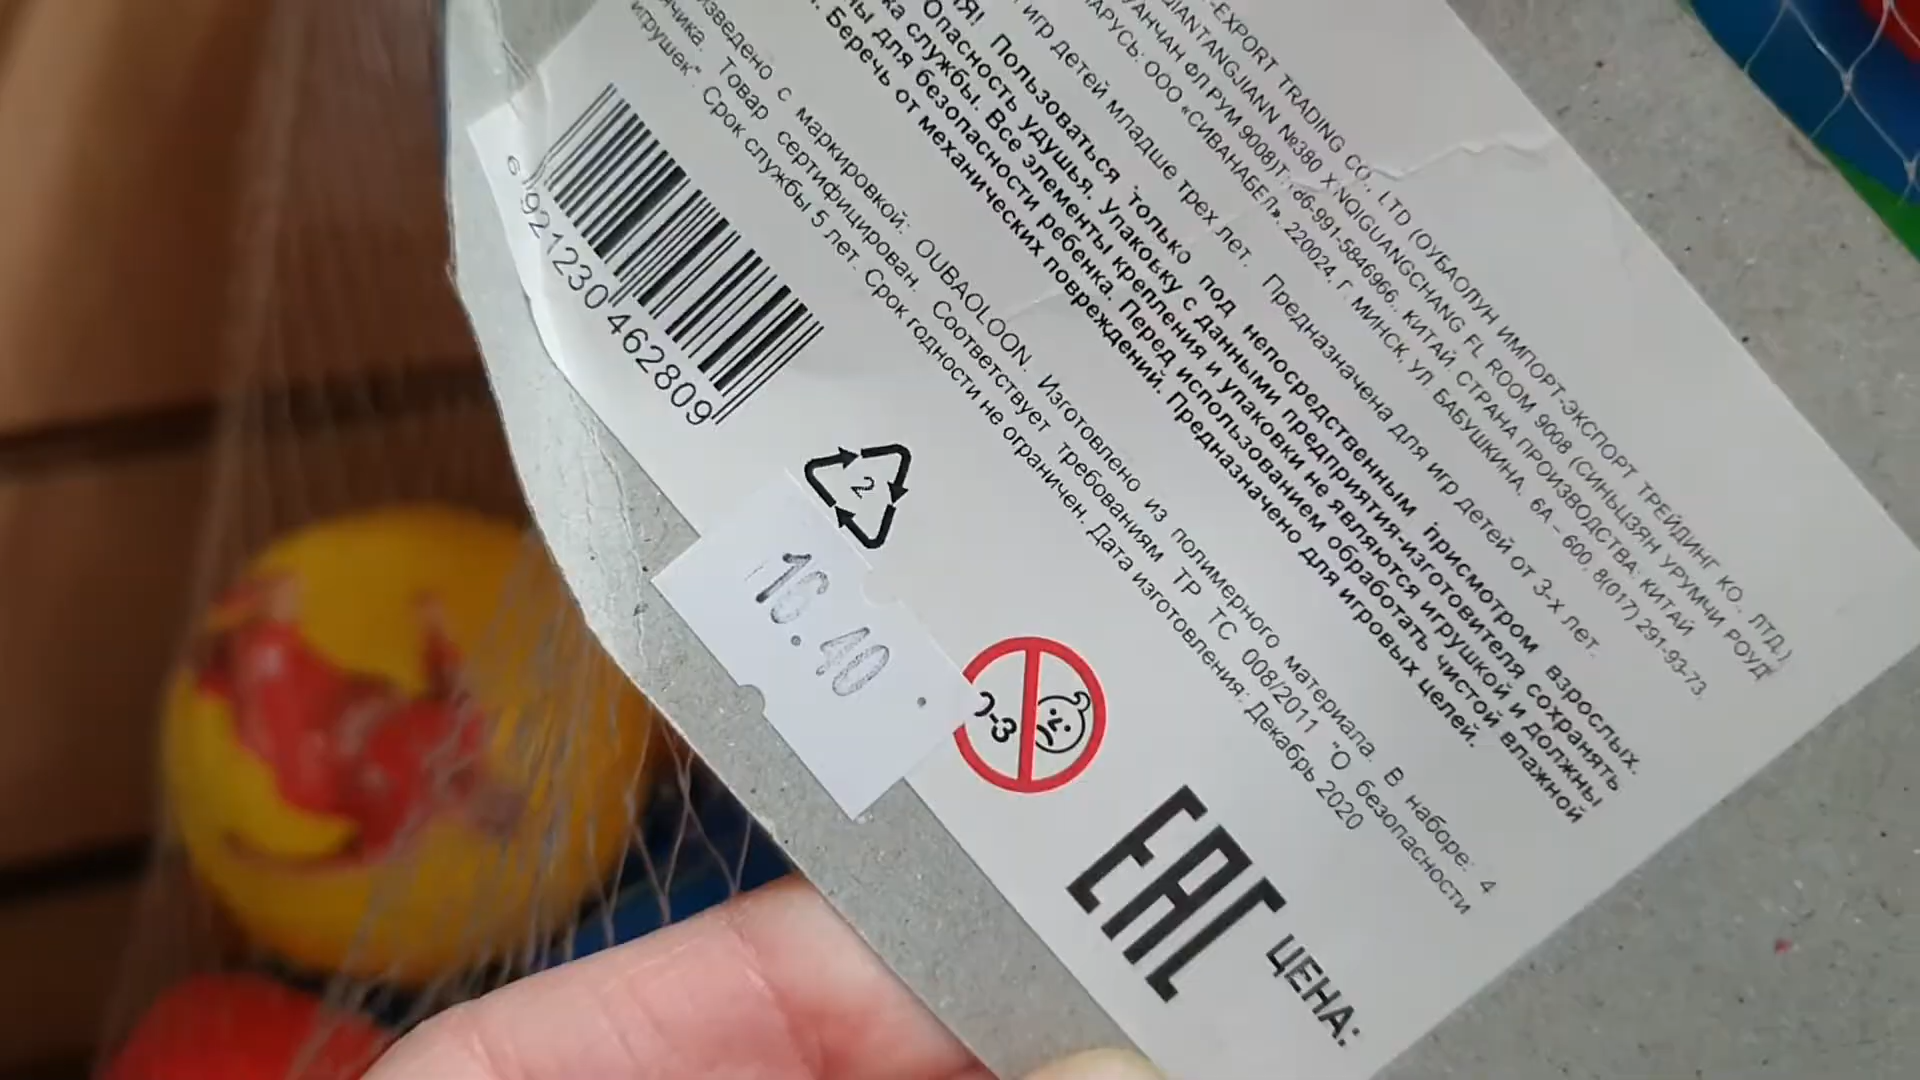 -EXPORT TRADING CO., LTD (ОУБАОЛУН ИМПОРТ-ЭКСПОРТ ТРЕЙДИНГ КО., ЛТД.)
QIANTANGJIANN №380 XINQIGUANGCHANG FL ROOM 9008 (СИНЬЦЗЯН УРУМЧИ РОУД
УАНЧАН ФЛ РУМ 9008) 86-991-5846966., КИТАЙ. СТРАНА ПРОИЗВОДСТВА: КИТАЙ
АРУСЬ: ООО «СИВАНАБЕЛ», 220024, Г. МИНСК, УЛ. БАБУШКИНА, 6А – 600, 8(017) 291-93-73.
игр детей младше трех лет. Предназначена для игр детей от 3-х лет.
Пользоваться только под непосредственным присмотром взрослых.
Опасность удушья. Упаковку с данными предприятия-изготовителя сохранять
ка службы. Все элементы крепления и упаковки не являются игрушкой и должны
ны для безопасности ребенка. Перед использованием обработать чистой влажной
Беречь от механических повреждений. Предназначено для игровых целей.
изведено с маркировкой: OUBAOLOON. Изготовлено из полимерного материала. В наборе: 4
ячика. Товар сертифицирован. Соответствует требованиям ТР ТС 008/2011 "О безопасности
игрушек". Срок службы 5 лет. Срок годности не ограничен. Дата изготовления: Декабрь 2020
6 921230 462809
2
16.40
-3
ЕАС
ЦЕНА: